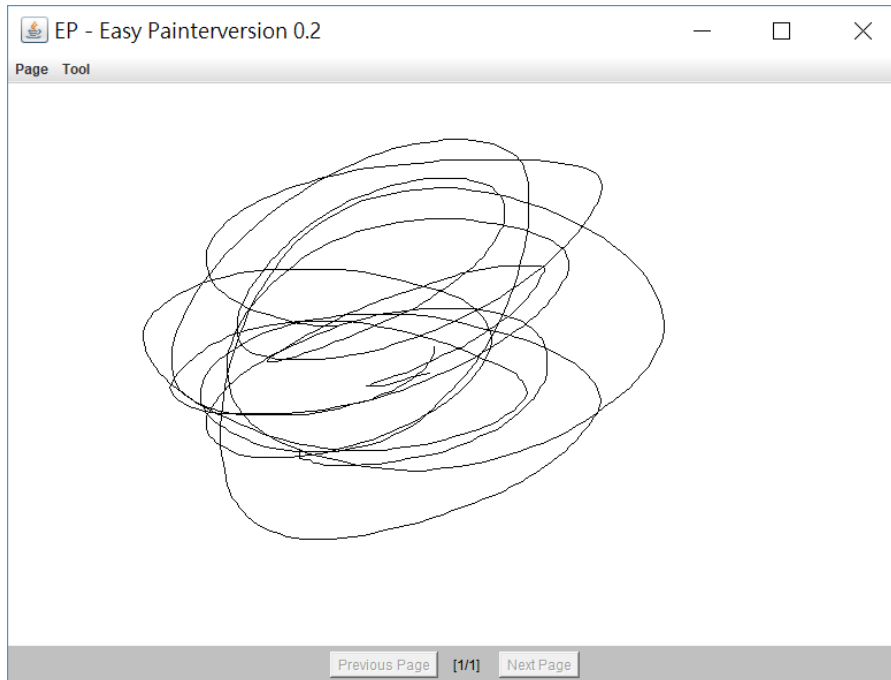 EP - Easy Painterversion 0.2
Page Tool
Previous Page [1/1] Next Page